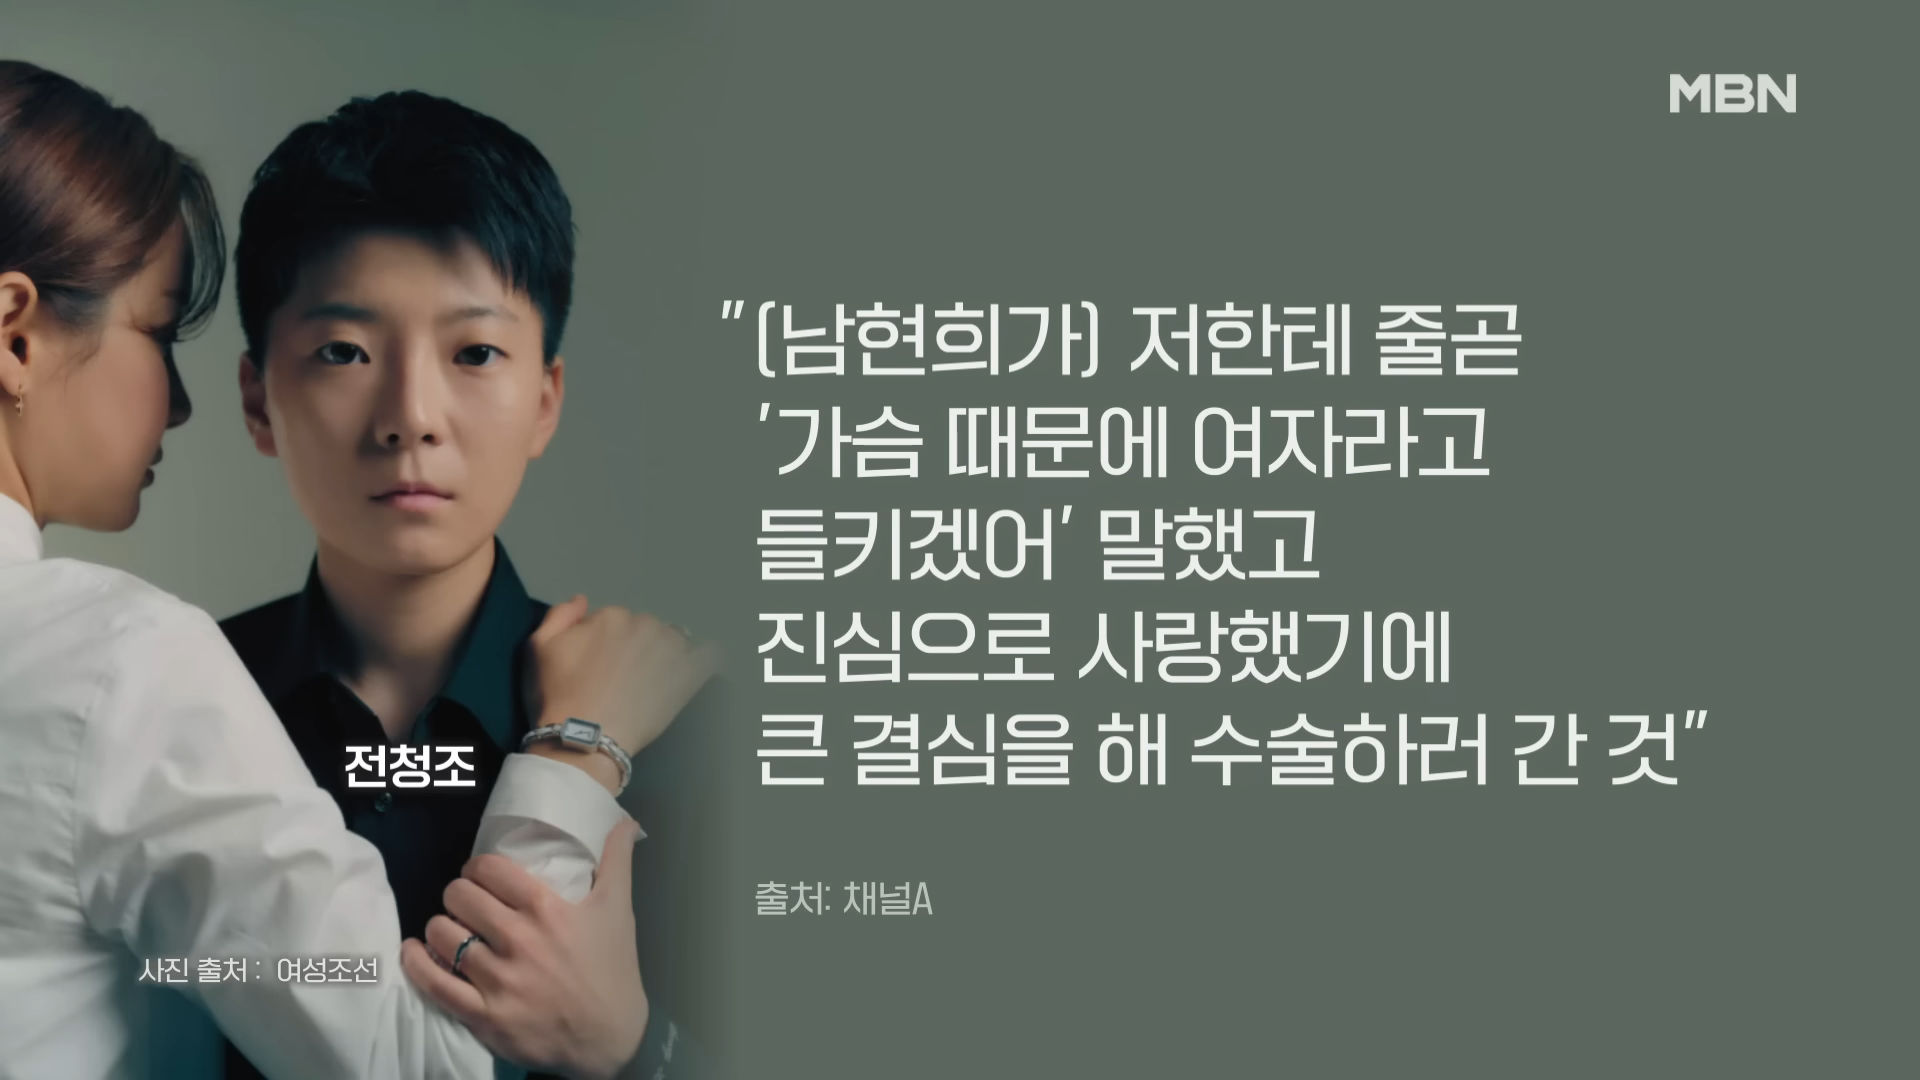 MBN
"(남현희가) 저한테 줄곧
'가슴 때문에 여자라고
들키겠어' 말했고
진심으로 사랑했기에
큰 결심을 해 수술하러 간 것"
전청조
출처: 채널A
사진 출처 : 여성조선